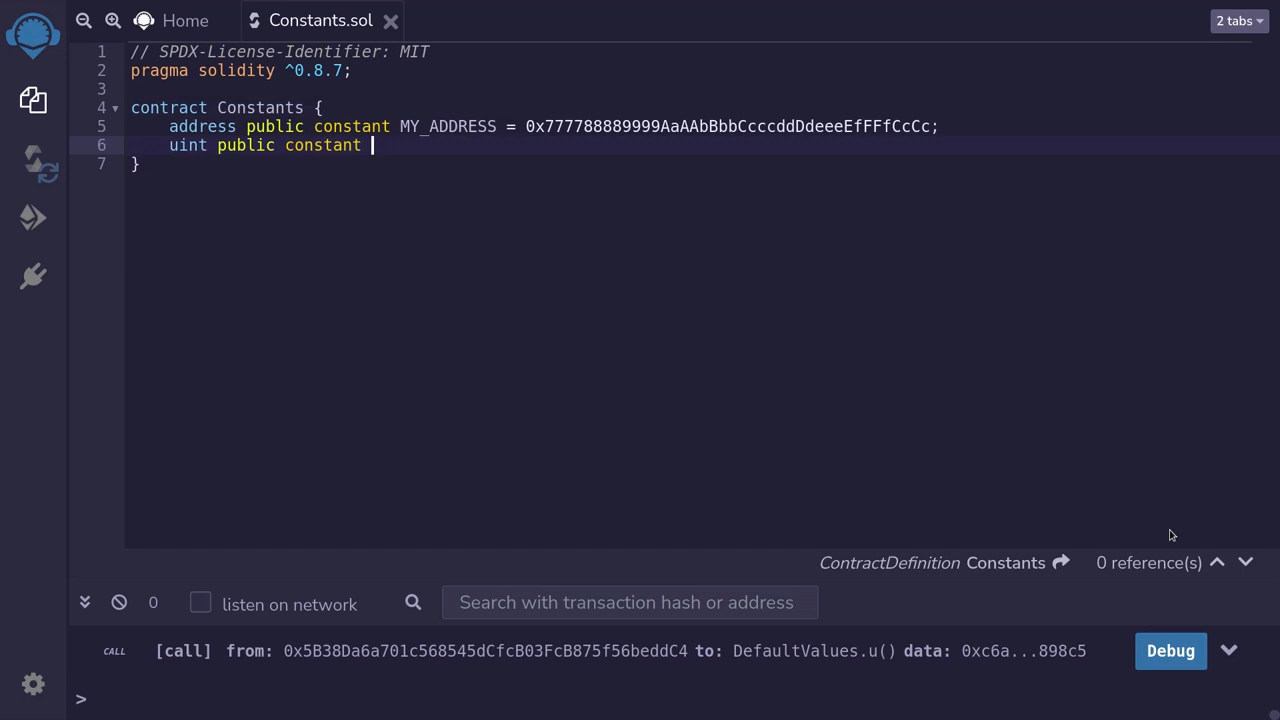 Home
Constants.sol
2 tabs
1 // SPDX-License-Identifier: MIT
2 pragma solidity ^0.8.7;
3
4 contract Constants {
5 address public constant MY_ADDRESS = 0x777788889999AaAAbBbbCcccddDdeeeEfFFfCcCc;
6 uint public constant
7 }
ContractDefinition Constants 0 reference(s)
0 listen on network Search with transaction hash or address
CALL [call] from: 0x5B38Da6a701c568545dCfcB03FcB875f56beddC4 to: DefaultValues.u() data: 0xc6a...898c5 Debug
>